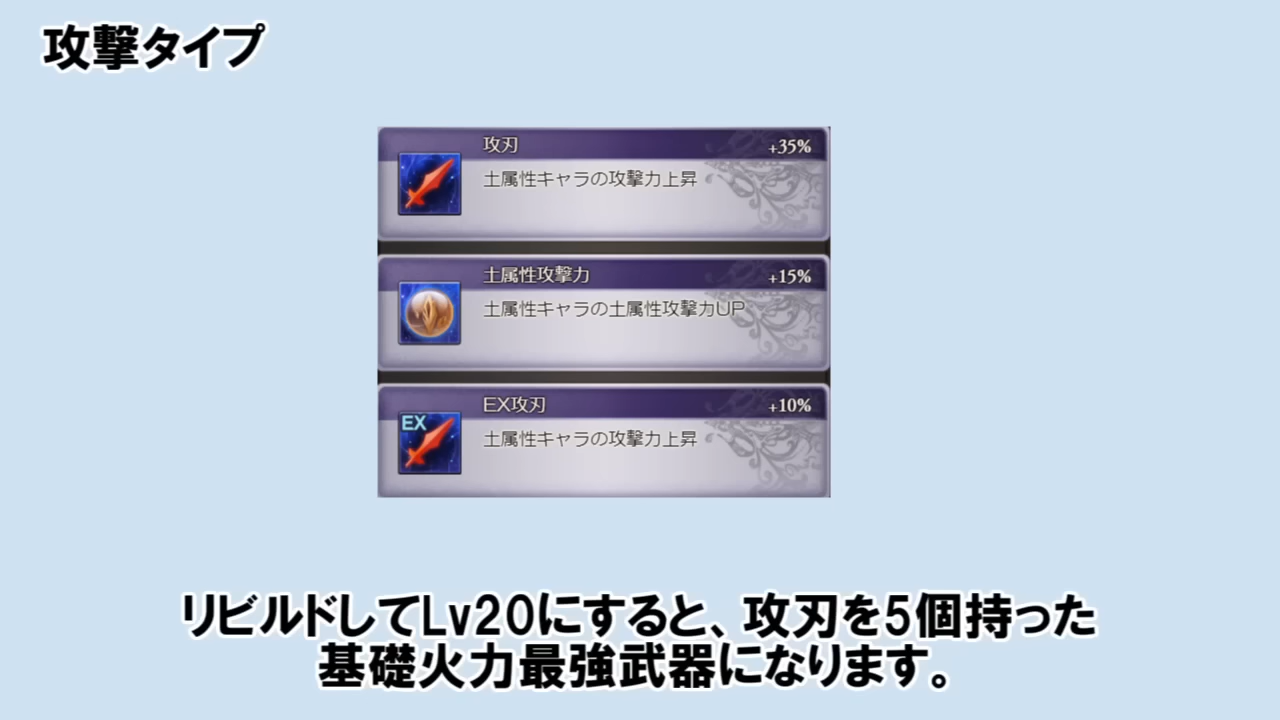 攻撃タイプ
攻刃 +35%
土属性キャラの攻撃力上昇
土属性攻撃力 +15%
土属性キャラの土属性攻撃力UP
EX攻刃 +10%
EX
土属性キャラの攻撃力上昇
リビルドしてLv20にすると、攻刃を5個持った
基礎火力最強武器になります。